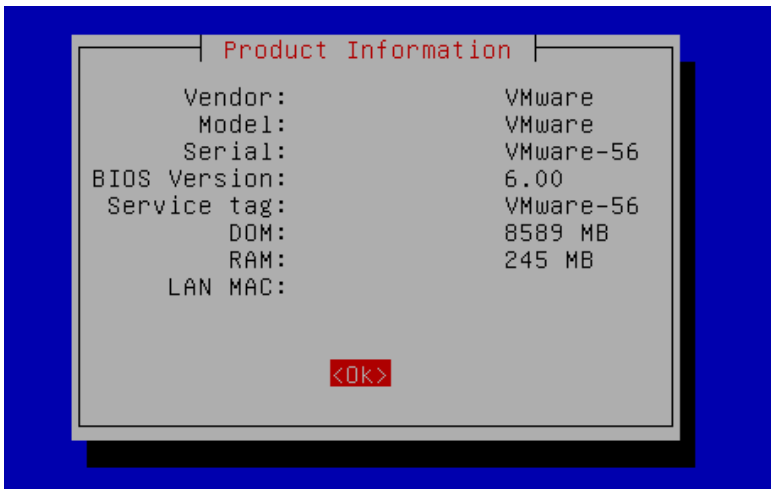 Product Information
Vendor: VMware
Model: VMware
Serial: VMware-56
BIOS Version: 6.00
Service tag: VMware-56
DOM: 8589 MB
RAM: 245 MB
LAN MAC:
<Ok>